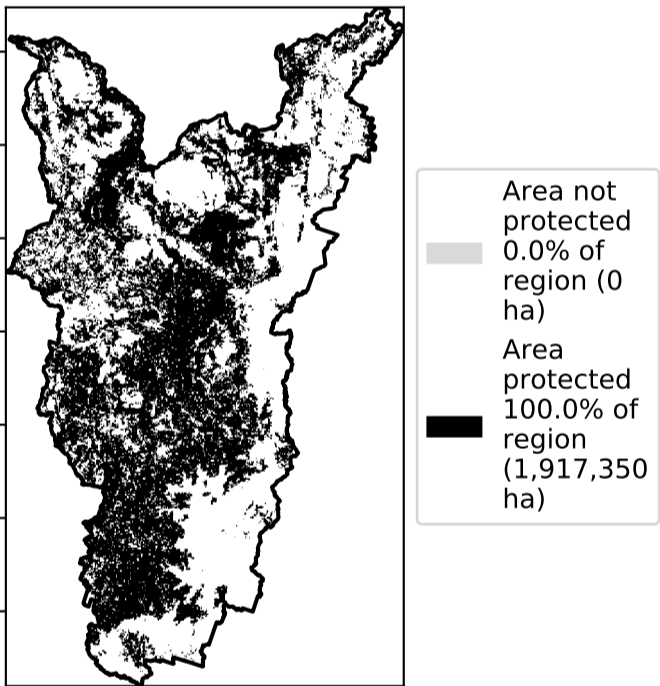 Area not
protected
0.0% of
region (0
ha)
Area
protected
100.0% of
region
(1,917,350
ha)